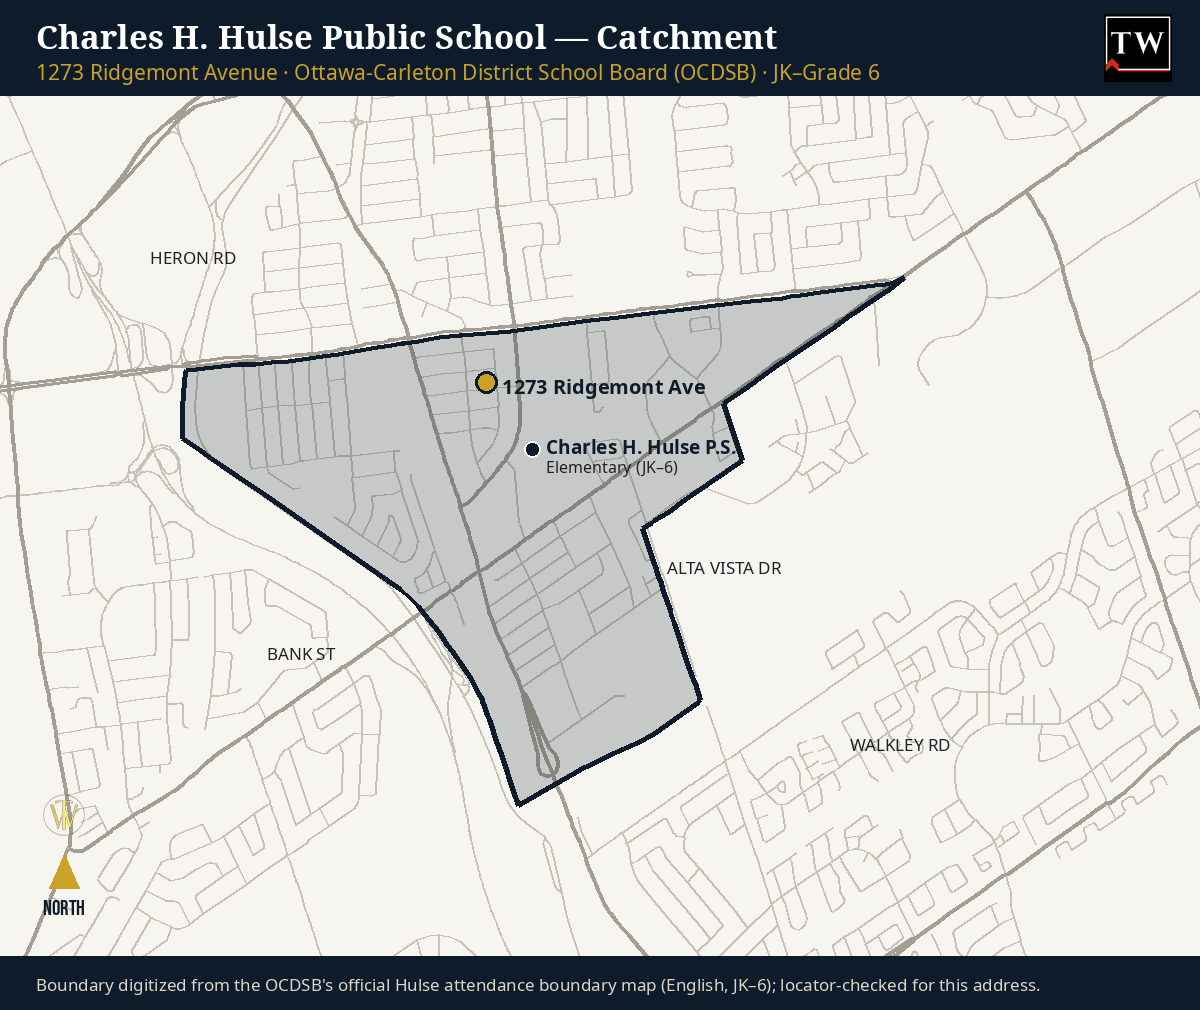 Charles H. Hulse Public School — Catchment
1273 Ridgemont Avenue · Ottawa-Carleton District School Board (OCDSB) · JK–Grade 6
TW
HERON RD
1273 Ridgemont Ave
Charles H. Hulse P.S.
Elementary (JK–6)
ALTA VISTA DR
BANK ST
WALKLEY RD
NORTH
Boundary digitized from the OCDSB's official Hulse attendance boundary map (English, JK–6); locator-checked for this address.